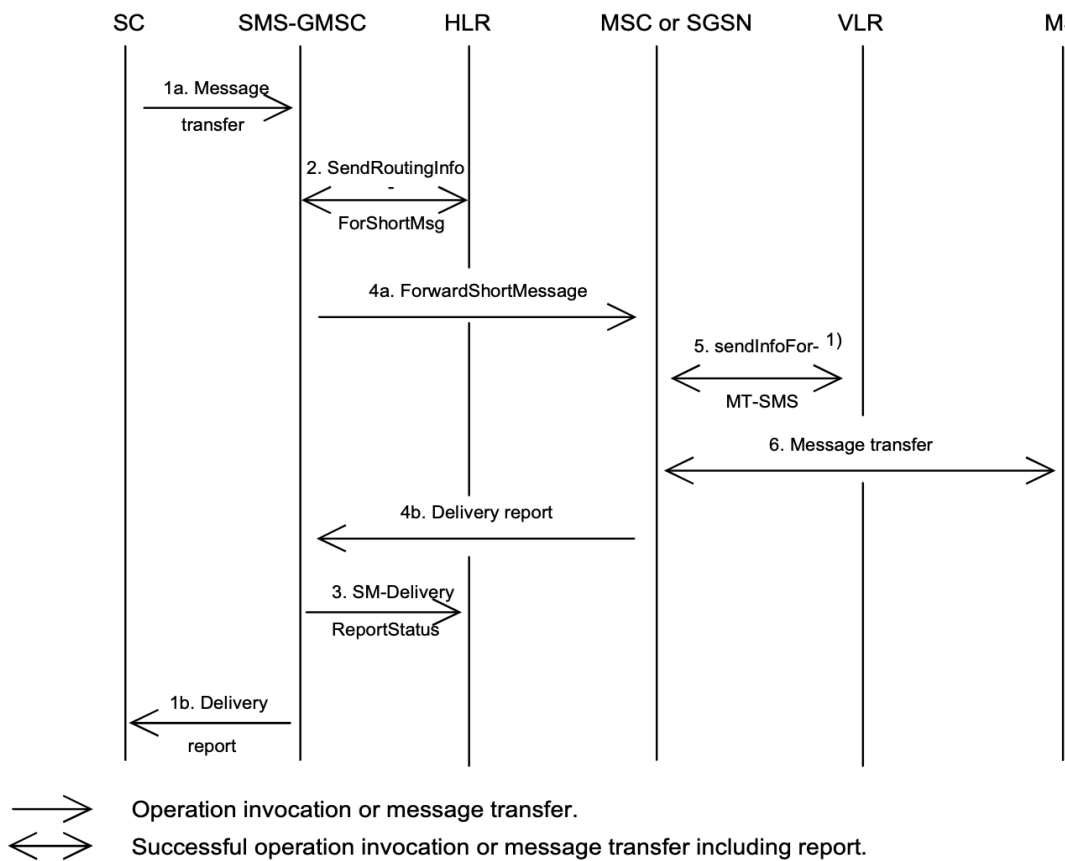 SC SMS-GMSC HLR MSC or SGSN VLR
1a. Message
transfer
2. SendRoutingInfo
-
ForShortMsg
4a. ForwardShortMessage
5. sendInfoFor- 1)
MT-SMS
6. Message transfer
4b. Delivery report
3. SM-Delivery
ReportStatus
1b. Delivery
report
Operation invocation or message transfer.
Successful operation invocation or message transfer including report.